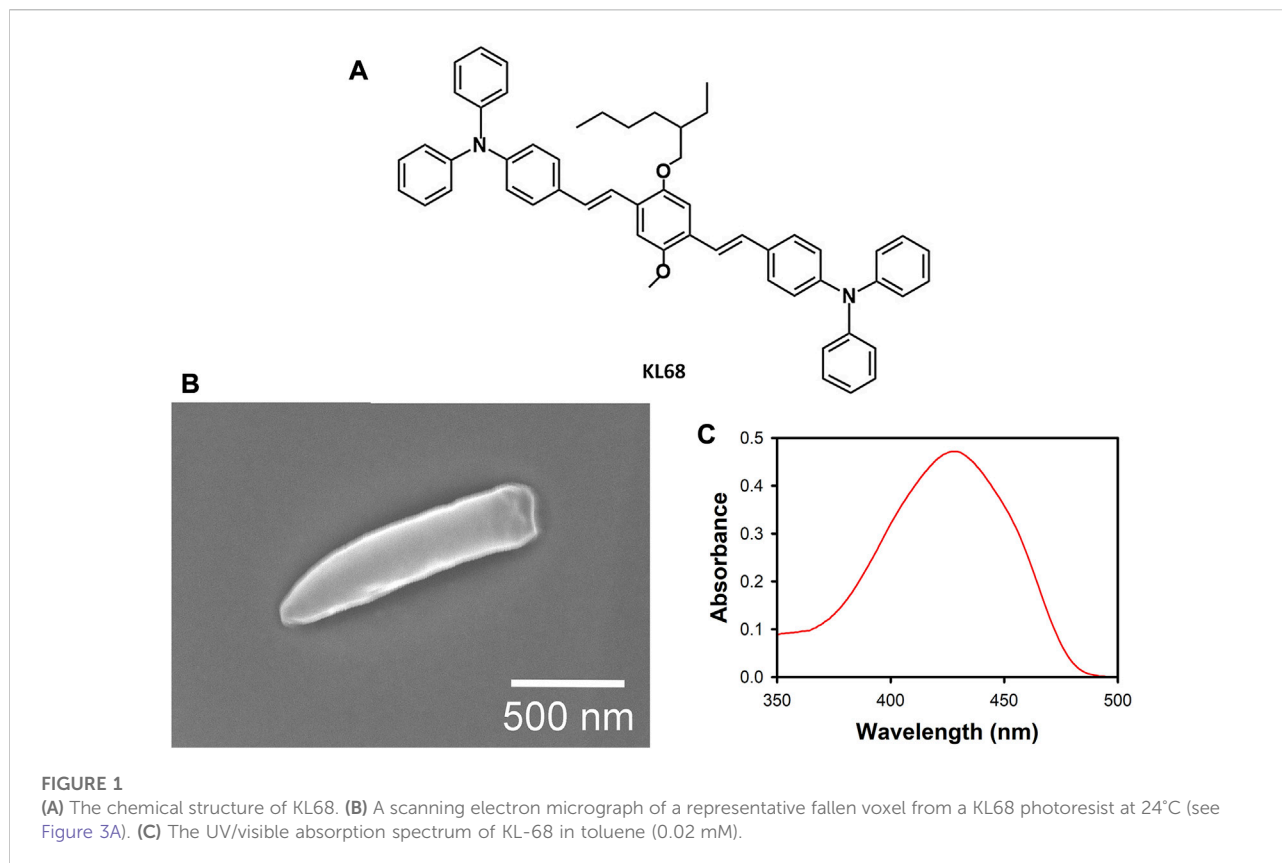 A
N
O
O
N
KL68
B
500 nm
C
0.5
0.4
0.3
0.2
0.1
0.0
Absorbance
350
400
450
500
Wavelength (nm)
FIGURE 1
(A) The chemical structure of KL68. (B) A scanning electron micrograph of a representative fallen voxel from a KL68 photoresist at 24°C (see
Figure 3A). (C) The UV/visible absorption spectrum of KL-68 in toluene (0.02 mM).